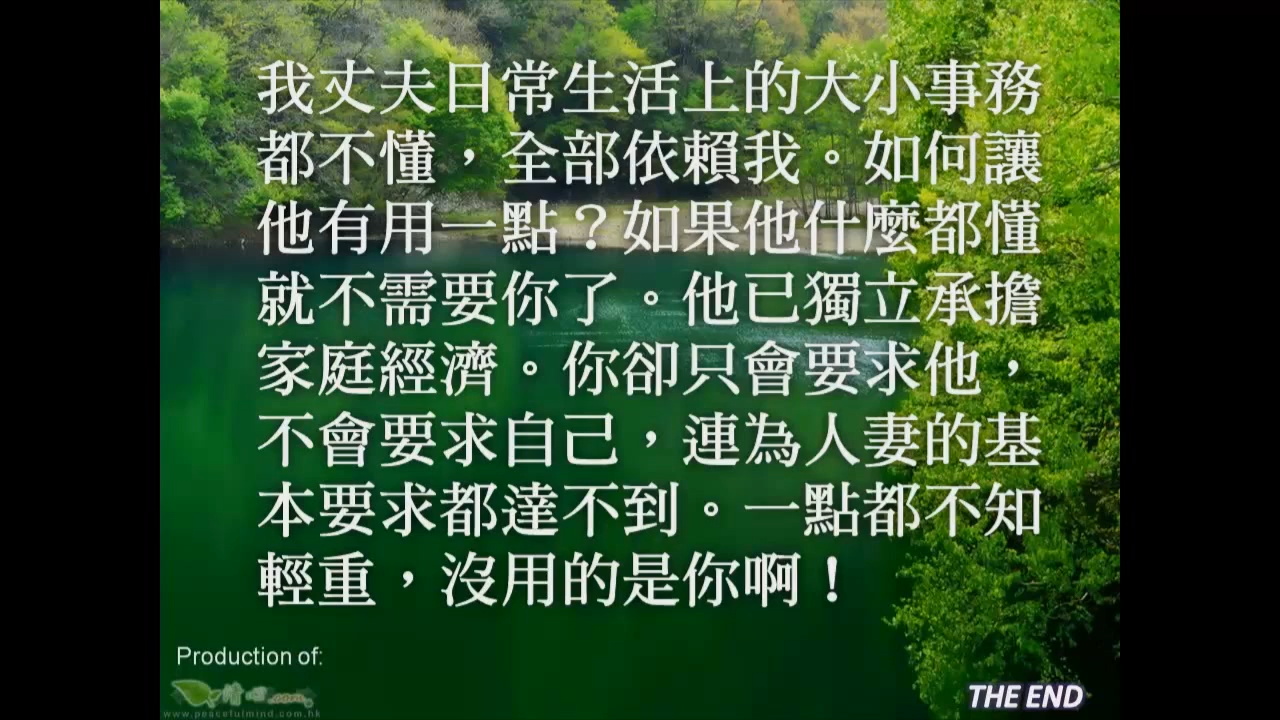 我丈夫日常生活上的大小事務
都不懂，全部依賴我。如何讓
他有用一點？如果他什麼都懂
就不需要你了。他已獨立承擔
家庭經濟。你卻只會要求他，
不會要求自己，連為人妻的基
本要求都達不到。一點都不知
輕重，沒用的是你啊！
Production of:
.com
www.peacefulmind.com.hk
THE END